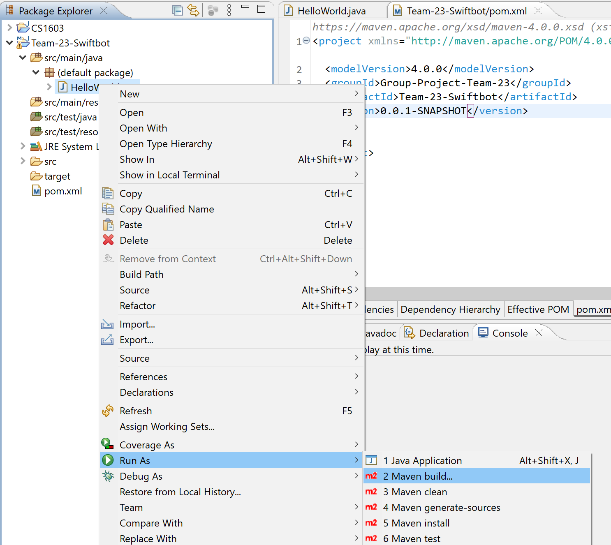 Package Explorer
CS1603
Team-23-Swiftbot
src/main/java
(default package)
HelloWo
src/main/res
src/test/java
src/test/reso
JRE System L
src
target
pom.xml
HelloWorld.java
Team-23-Swiftbot/pom.xml
https://maven.apache.org/xsd/maven-4.0.0.xsd (xs
1 <project xmlns="http://maven.apache.org/POM/4.0.
2 <modelVersion>4.0.0</modelVersion>
3 <groupId>Group-Project-Team-23</groupId>
actId>Team-23-Swiftbot</artifactId>
on>0.0.1-SNAPSHOT</version>
>
New
Open F3
Open With
Open Type Hierarchy F4
Show In Alt+Shift+W
Show in Local Terminal
Copy Ctrl+C
Copy Qualified Name
Paste Ctrl+V
Delete Delete
Remove from Context Ctrl+Alt+Shift+Down
Build Path
Source Alt+Shift+S
Refactor Alt+Shift+T
Import...
Export...
Source
References
Declarations
Refresh F5
Assign Working Sets...
Coverage As
Run As
Debug As
Restore from Local History...
Team
Compare With
Replace With
dencies Dependency Hierarchy Effective POM pom.xm
avadoc Declaration Console
play at this time.
1 Java Application Alt+Shift+X, J
m2 2 Maven build...
m2 3 Maven clean
m2 4 Maven generate-sources
m2 5 Maven install
m2 6 Maven test